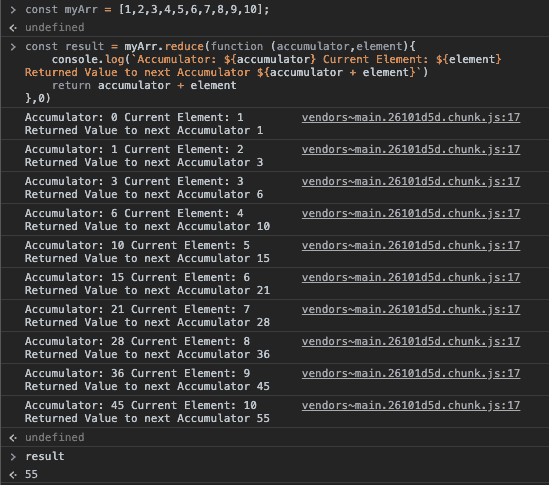 > const myArr = [1,2,3,4,5,6,7,8,9,10];
undefined
> const result = myArr.reduce(function (accumulator,element){
console.log(`Accumulator: ${accumulator} Current Element: ${element}
Returned Value to next Accumulator ${accumulator + element}`)
return accumulator + element
},0)
Accumulator: 0 Current Element: 1 vendors~main.26101d5d.chunk.js:17
Returned Value to next Accumulator 1
Accumulator: 1 Current Element: 2 vendors~main.26101d5d.chunk.js:17
Returned Value to next Accumulator 3
Accumulator: 3 Current Element: 3 vendors~main.26101d5d.chunk.js:17
Returned Value to next Accumulator 6
Accumulator: 6 Current Element: 4 vendors~main.26101d5d.chunk.js:17
Returned Value to next Accumulator 10
Accumulator: 10 Current Element: 5 vendors~main.26101d5d.chunk.js:17
Returned Value to next Accumulator 15
Accumulator: 15 Current Element: 6 vendors~main.26101d5d.chunk.js:17
Returned Value to next Accumulator 21
Accumulator: 21 Current Element: 7 vendors~main.26101d5d.chunk.js:17
Returned Value to next Accumulator 28
Accumulator: 28 Current Element: 8 vendors~main.26101d5d.chunk.js:17
Returned Value to next Accumulator 36
Accumulator: 36 Current Element: 9 vendors~main.26101d5d.chunk.js:17
Returned Value to next Accumulator 45
Accumulator: 45 Current Element: 10 vendors~main.26101d5d.chunk.js:17
Returned Value to next Accumulator 55
undefined
> result
55